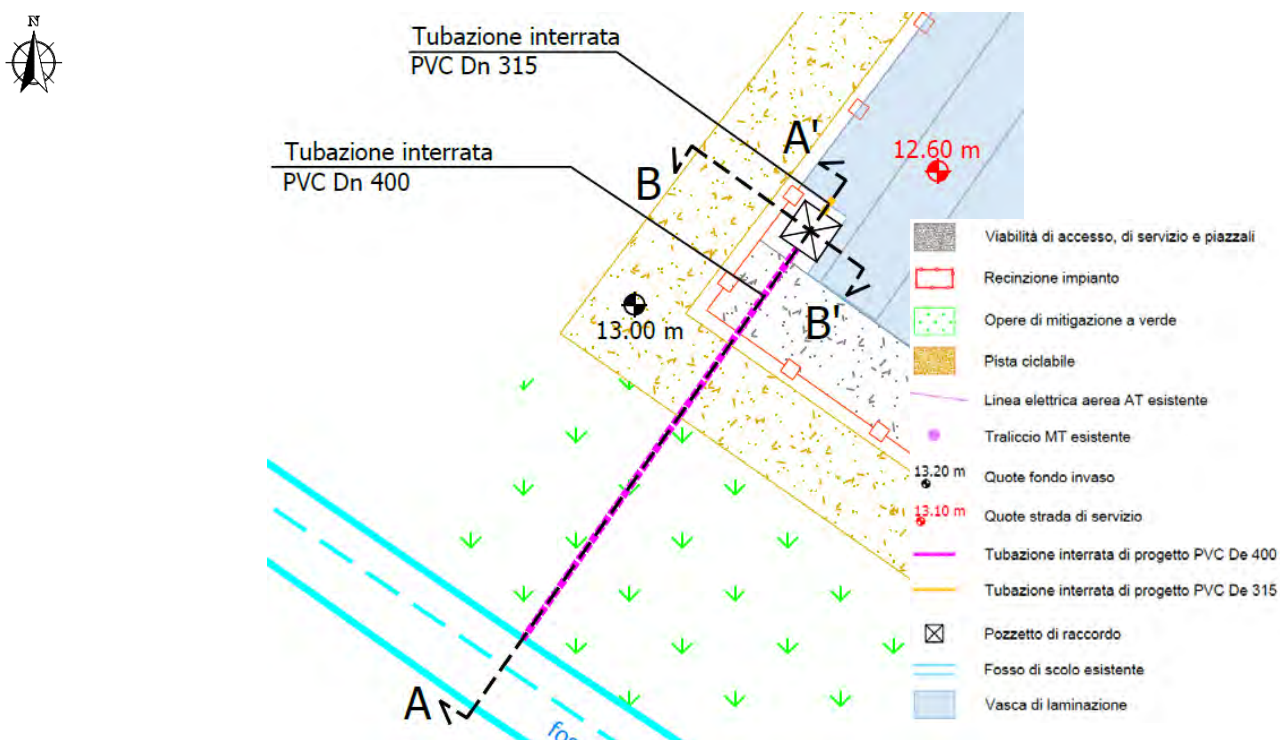 N
Tubazione interrata
PVC Dn 315
Tubazione interrata
PVC Dn 400
A'
B
12.60 m
13.00 m
B'
A
Viabilità di accesso, di servizio e piazzali
Recinzione impianto
Opere di mitigazione a verde
Pista ciclabile
Linea elettrica aerea AT esistente
Traliccio MT esistente
13.20 m Quote fondo invaso
13.10 m Quote strada di servizio
Tubazione interrata di progetto PVC De 400
Tubazione interrata di progetto PVC De 315
Pozzetto di raccordo
Fosso di scolo esistente
Vasca di laminazione